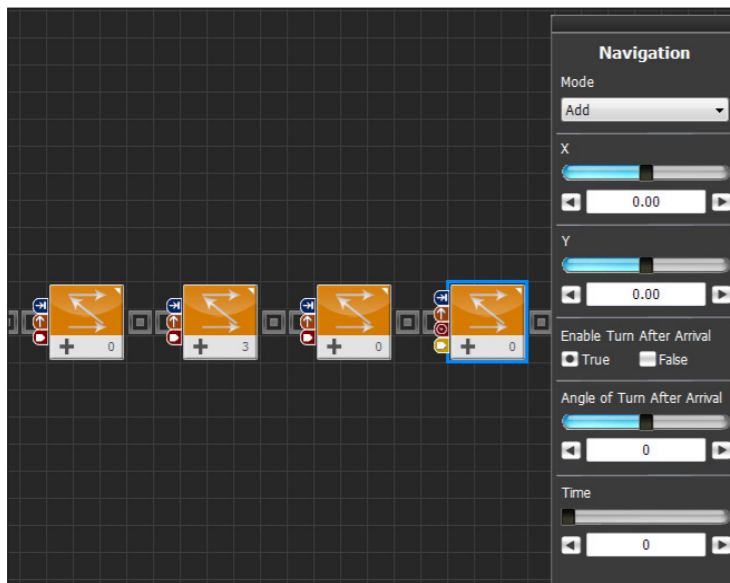 Navigation
Mode
Add
X
0.00
Y
0.00
Enable Turn After Arrival
True False
Angle of Turn After Arrival
0
Time
0
0 3 0 0